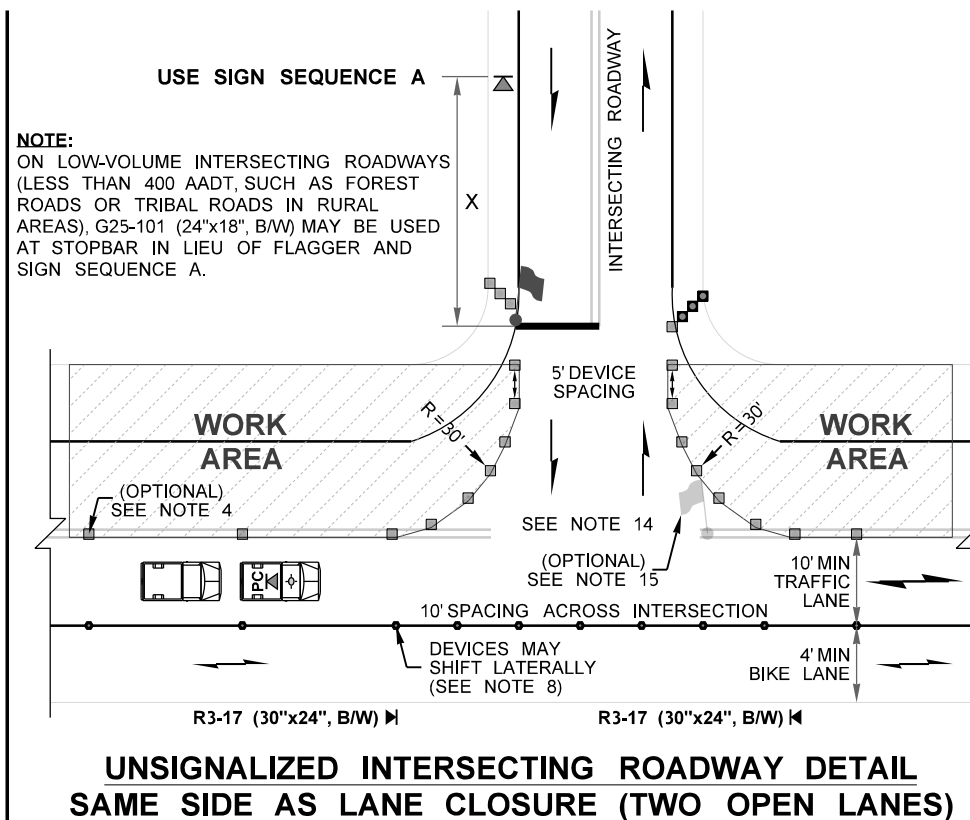 USE SIGN SEQUENCE A
NOTE:
ON LOW-VOLUME INTERSECTING ROADWAYS
(LESS THAN 400 AADT, SUCH AS FOREST
ROADS OR TRIBAL ROADS IN RURAL
AREAS), G25-101 (24"x18", B/W) MAY BE USED
AT STOPBAR IN LIEU OF FLAGGER AND
SIGN SEQUENCE A.
X
INTERSECTING ROADWAY
5' DEVICE
SPACING
WORK
AREA
R = 30'
R = 30'
WORK
AREA
(OPTIONAL)
SEE NOTE 4
SEE NOTE 14
(OPTIONAL)
SEE NOTE 15
10' MIN
TRAFFIC
LANE
PC
10' SPACING ACROSS INTERSECTION
DEVICES MAY
SHIFT LATERALLY
(SEE NOTE 8)
4' MIN
BIKE LANE
R3-17 (30"x24", B/W)
R3-17 (30"x24", B/W)
UNSIGNALIZED INTERSECTING ROADWAY DETAIL
SAME SIDE AS LANE CLOSURE (TWO OPEN LANES)